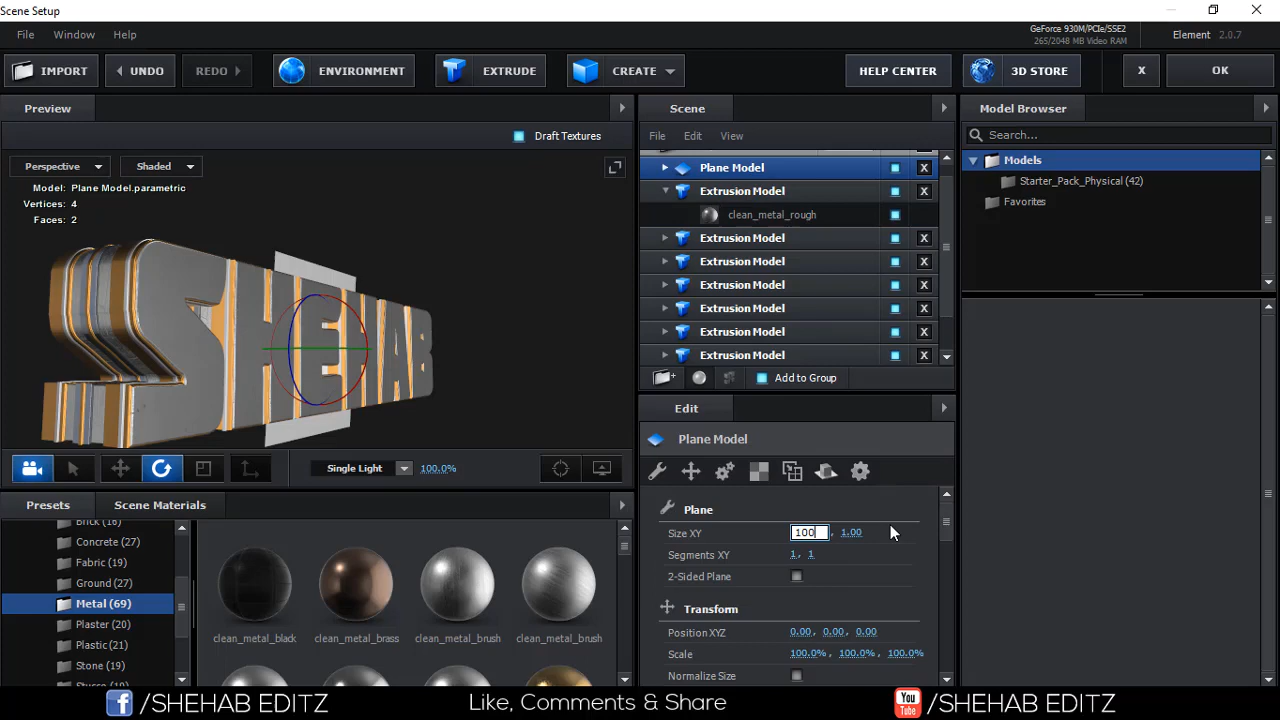 Scene Setup
File Window Help
GeForce 930M/PCIe/SSE2
265/2048 MB Video RAM
Element 2.0.7
IMPORT UNDO REDO ENVIRONMENT EXTRUDE CREATE HELP CENTER 3D STORE X OK
Preview Scene Model Browser
Draft Textures File Edit View Search...
Perspective Shaded
Model: Plane Model.parametric
Vertices: 4
Faces: 2
SHEHAB
Plane Model X
Extrusion Model X
clean_metal_rough
Extrusion Model X
Extrusion Model X
Extrusion Model X
Extrusion Model X
Extrusion Model X
Extrusion Model X
Add to Group
Models
Starter_Pack_Physical (42)
Favorites
Single Light 100.0%
Edit
Plane Model
Plane
Size XY 100, 1.00
Segments XY 1, 1
2-Sided Plane
Transform
Position XYZ 0.00, 0.00, 0.00
Scale 100.0%, 100.0%, 100.0%
Normalize Size
Presets Scene Materials
Brick (16)
Concrete (27)
Fabric (19)
Ground (27)
Metal (69)
Plaster (20)
Plastic (21)
Stone (19)
clean_metal_black clean_metal_brass clean_metal_brush clean_metal_brush
/SHEHAB EDITZ Like, Comments & Share You Tube /SHEHAB EDITZ